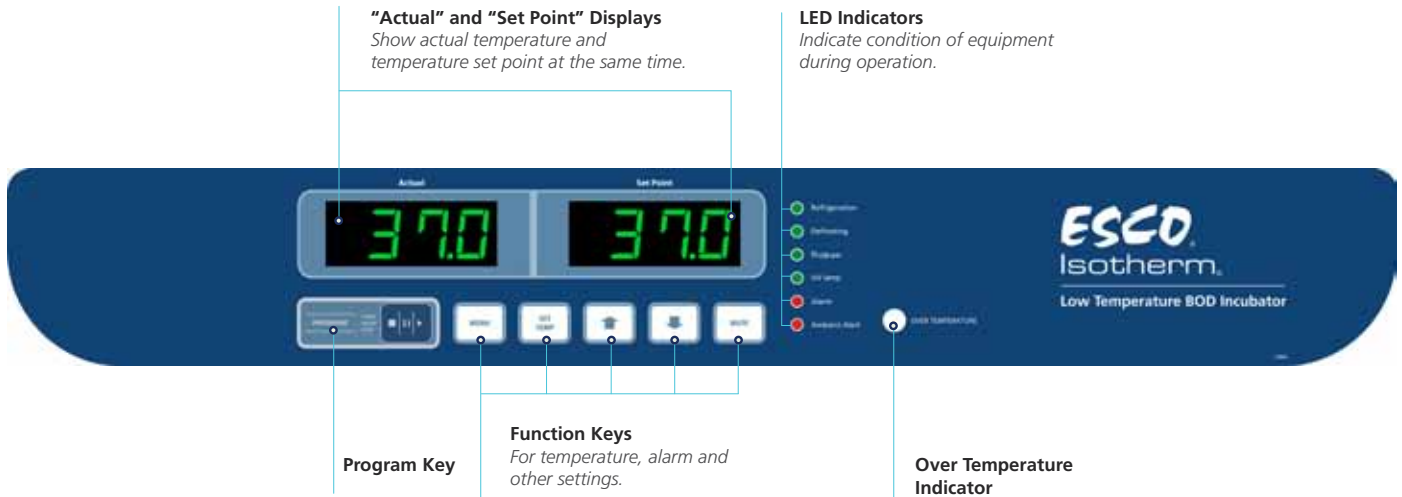 “Actual” and “Set Point” Displays
Show actual temperature and
temperature set point at the same time.
LED Indicators
Indicate condition of equipment
during operation.
Actual
Set Point
37.0
37.0
Refrigeration
Defrosting
Program
UV lamp
Alarm
Ambient Alert
ESCO
Isotherm
Low Temperature BOD Incubator
PROGRAM
MENU
SET
TEMP
MUTE
OVER TEMPERATURE
Program Key
Function Keys
For temperature, alarm and
other settings.
Over Temperature
Indicator